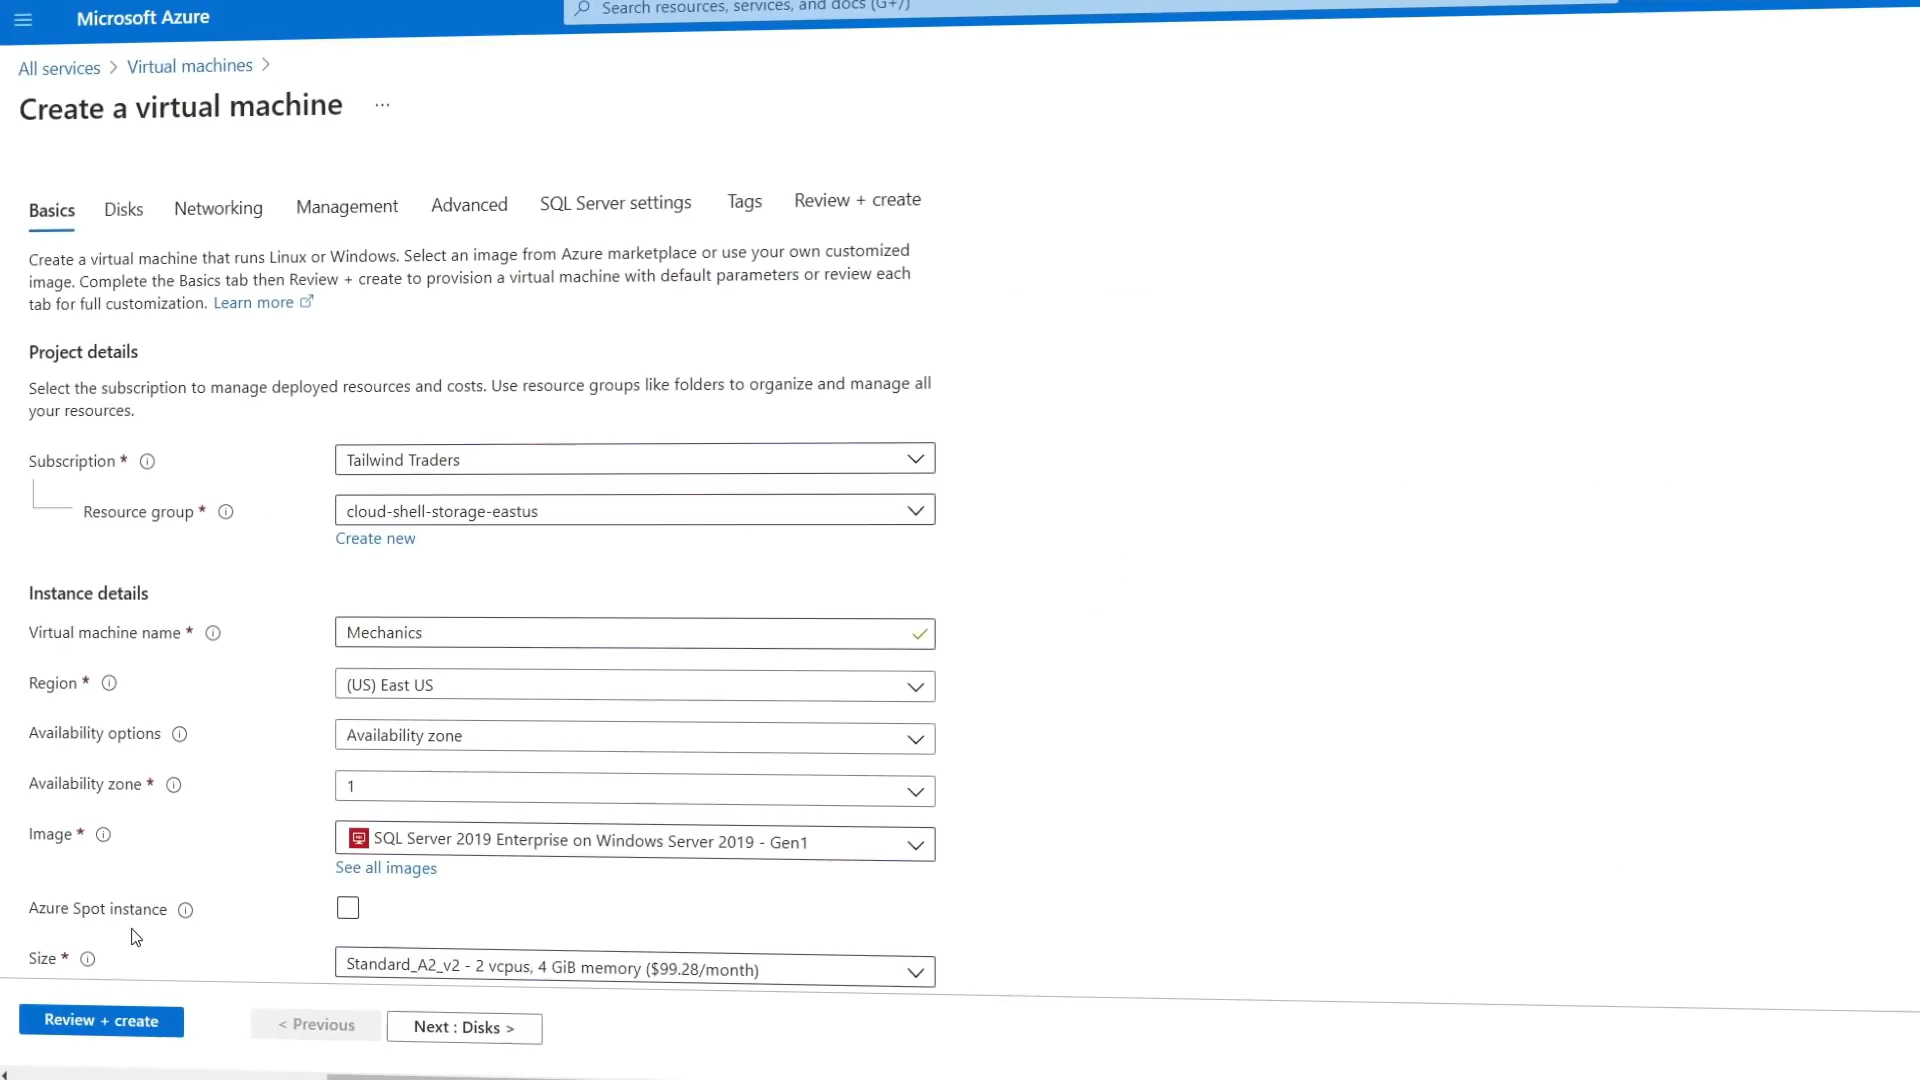 Microsoft Azure
Search resources, services, and docs (G+/)
All services > Virtual machines >
Create a virtual machine ...
Basics Disks Networking Management Advanced SQL Server settings Tags Review + create
Create a virtual machine that runs Linux or Windows. Select an image from Azure marketplace or use your own customized
image. Complete the Basics tab then Review + create to provision a virtual machine with default parameters or review each
tab for full customization. Learn more
Project details
Select the subscription to manage deployed resources and costs. Use resource groups like folders to organize and manage all
your resources.
Subscription * Tailwind Traders
Resource group * cloud-shell-storage-eastus
Create new
Instance details
Virtual machine name * Mechanics
Region * (US) East US
Availability options Availability zone
Availability zone * 1
Image * SQL Server 2019 Enterprise on Windows Server 2019 - Gen1
See all images
Azure Spot instance
Size * Standard_A2_v2 - 2 vcpus, 4 GiB memory ($99.28/month)
Review + create < Previous Next : Disks >